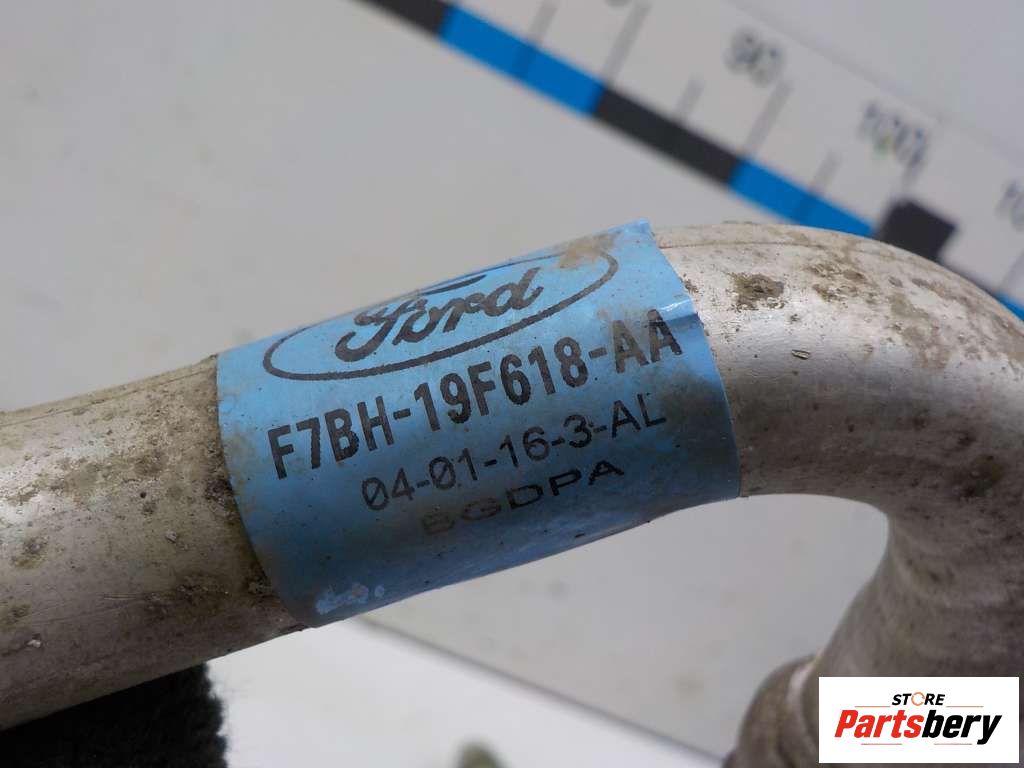 Ford
F7BH-19F618-AA
04-01-16-3-AL
BGDPA
STORE
Partsbery